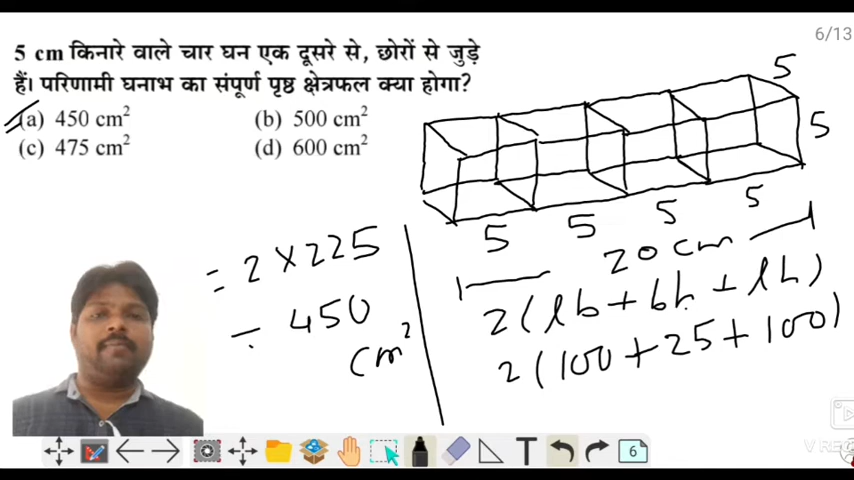 6/13
5 cm किनारे वाले चार घन एक दूसरे से, छोरों से जुड़े
हैं। परिणामी घनाभ का संपूर्ण पृष्ठ क्षेत्रफल क्या होगा?
(a) 450 cm² (b) 500 cm²
(c) 475 cm² (d) 600 cm²
5
5
5 5 5 5
20 cm
2(lb + bh + lh)
2(100 + 25 + 100)
= 2 × 225
= 450
cm²
T 6